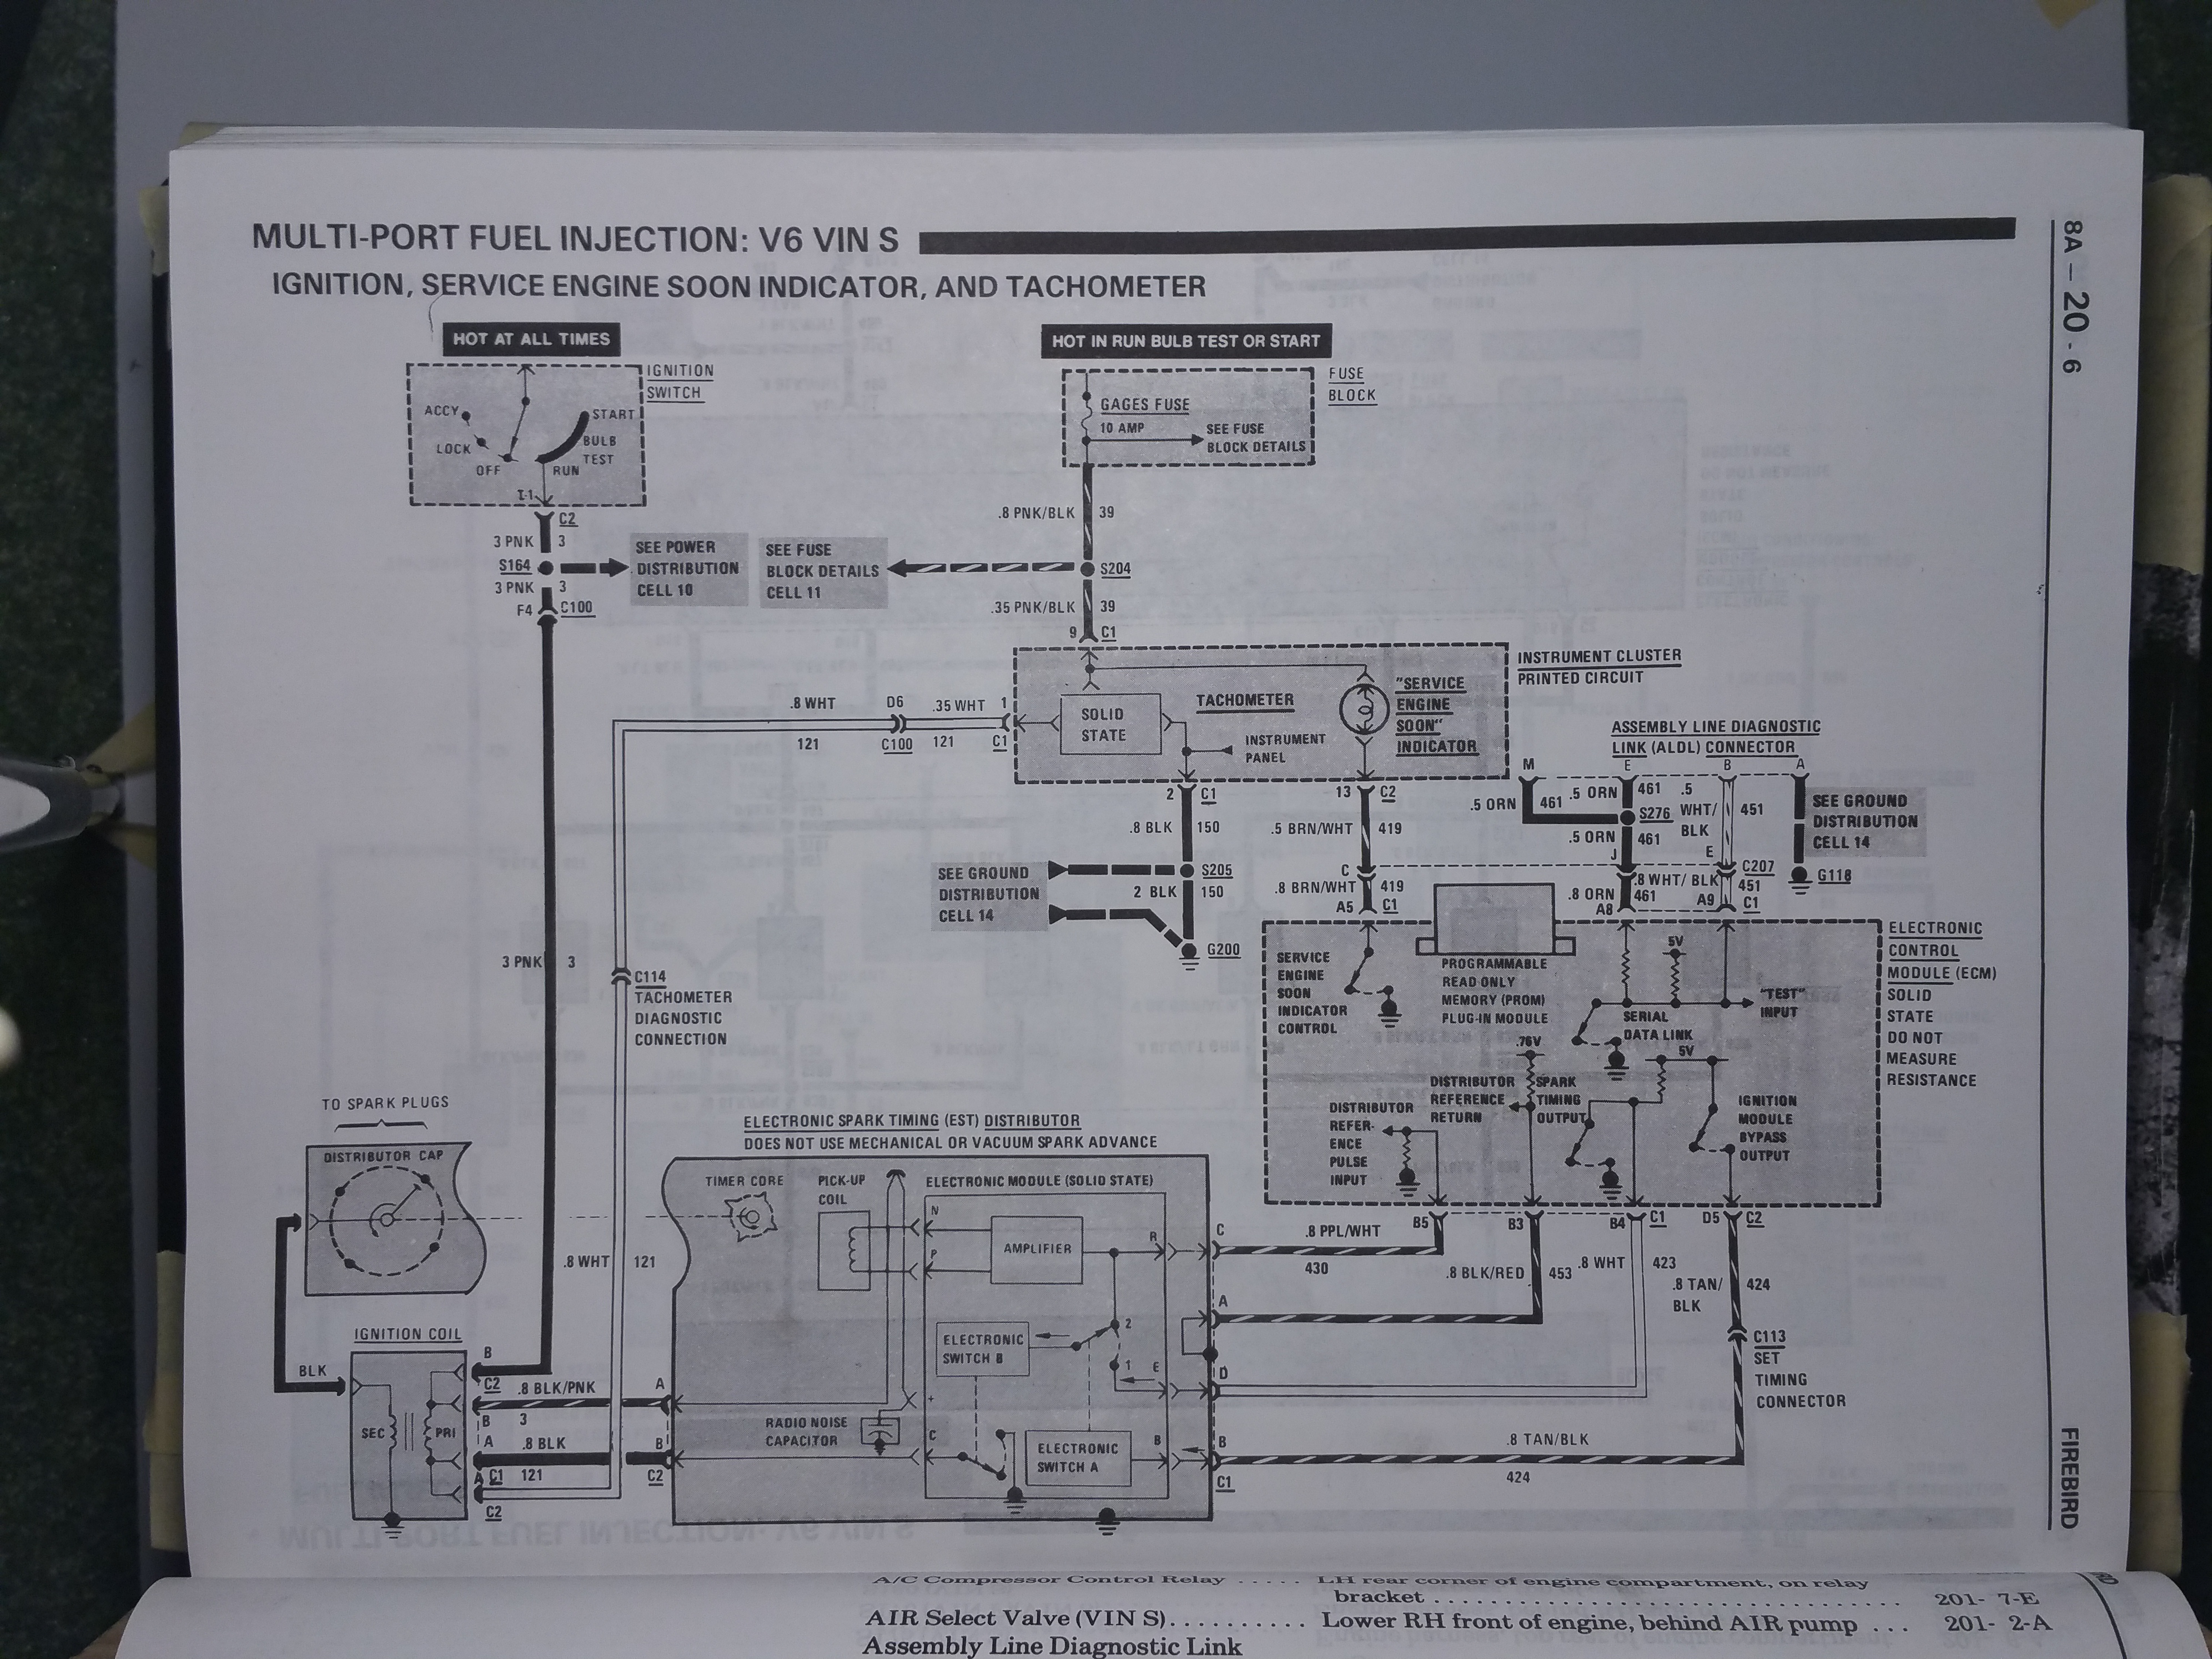 MULTI-PORT FUEL INJECTION: V6 VIN S
IGNITION, SERVICE ENGINE SOON INDICATOR, AND TACHOMETER
8A - 20 - 6
FIREBIRD
HOT AT ALL TIMES
IGNITION
SWITCH
ACCY
LOCK
OFF
RUN
BULB
TEST
START
I-1
C2
3 PNK 3
S164
SEE POWER
DISTRIBUTION
CELL 10
3 PNK 3
F4 C100
HOT IN RUN BULB TEST OR START
FUSE
BLOCK
GAGES FUSE
10 AMP
SEE FUSE
BLOCK DETAILS
.8 PNK/BLK 39
SEE FUSE
BLOCK DETAILS
CELL 11
S204
.35 PNK/BLK 39
9 C1
INSTRUMENT CLUSTER
PRINTED CIRCUIT
SOLID
STATE
TACHOMETER
INSTRUMENT
PANEL
"SERVICE
ENGINE
SOON"
INDICATOR
.8 WHT D6 .35 WHT 1
121 C100 121 C1
2 C1
.8 BLK 150
SEE GROUND
DISTRIBUTION
CELL 14
S205
2 BLK 150
G200
13 C2
.5 BRN/WHT 419
C
.8 BRN/WHT 419
A5 C1
ASSEMBLY LINE DIAGNOSTIC
LINK (ALDL) CONNECTOR
M E B A
.5 ORN 461
.5 ORN 461
.5
WHT/
BLK
451
S276
.5 ORN 461
J E C207
.8 ORN 461
.8 WHT/ BLK 451
A8 A9 C1
SEE GROUND
DISTRIBUTION
CELL 14
G118
ELECTRONIC
CONTROL
MODULE (ECM)
SOLID
STATE
DO NOT
MEASURE
RESISTANCE
SERVICE
ENGINE
SOON
INDICATOR
CONTROL
PROGRAMMABLE
READ ONLY
MEMORY (PROM)
PLUG-IN MODULE
5V
"TEST"
INPUT
SERIAL
DATA LINK
.76V
5V
DISTRIBUTOR
REFERENCE
RETURN
SPARK
TIMING
OUTPUT
DISTRIBUTOR
REFER-
ENCE
PULSE
INPUT
IGNITION
MODULE
BYPASS
OUTPUT
B5 B3 B4 C1 D5 C2
3 PNK 3
C114
TACHOMETER
DIAGNOSTIC
CONNECTION
TO SPARK PLUGS
DISTRIBUTOR CAP
.8 WHT 121
ELECTRONIC SPARK TIMING (EST) DISTRIBUTOR
DOES NOT USE MECHANICAL OR VACUUM SPARK ADVANCE
TIMER CORE
PICK-UP
COIL
ELECTRONIC MODULE (SOLID STATE)
N
P
AMPLIFIER
R
C
.8 PPL/WHT
430
.8 BLK/RED 453
.8 WHT 423
.8 TAN/
BLK
424
A
ELECTRONIC
SWITCH B
2
1
E
D
C113
SET
TIMING
CONNECTOR
IGNITION COIL
BLK
SEC
PRI
B
C2
.8 BLK/PNK
3
B
A
.8 BLK
121
A C1
C2
A
B
C2
RADIO NOISE
CAPACITOR
+
C
ELECTRONIC
SWITCH A
B
B
C1
.8 TAN/BLK
424
A/C Compressor Control Relay ..... LH rear corner of engine compartment, on relay
bracket .............................. 201- 7-E
AIR Select Valve (VIN S).......... Lower RH front of engine, behind AIR pump ... 201- 2-A
Assembly Line Diagnostic Link